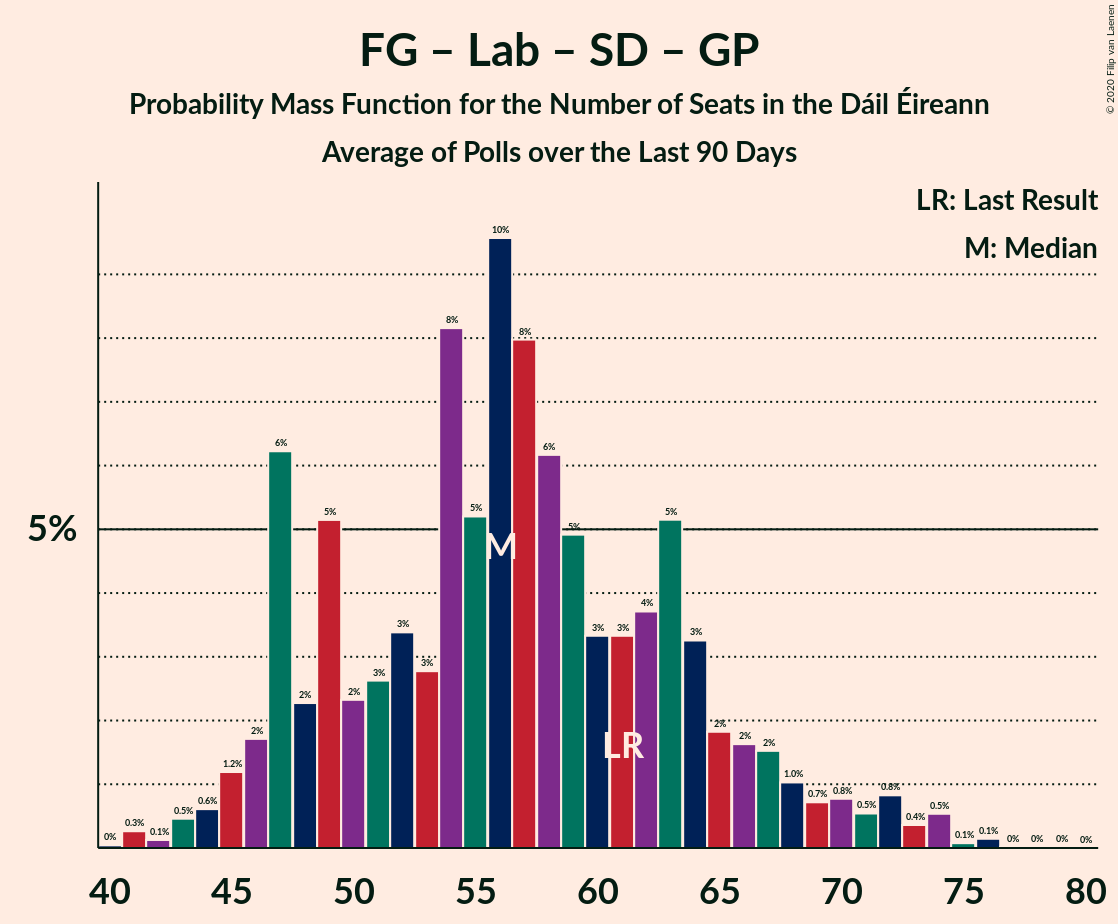 © 2020 Filip van Laenen
FG – Lab – SD – GP
Probability Mass Function for the Number of Seats in the Dáil Éireann
Average of Polls over the Last 90 Days
LR: Last Result
M: Median
5%
0% 0.3% 0.1% 0.5% 0.6% 1.2% 2% 6% 2% 5% 2% 3% 3% 3% 8% 5% 10% 8% 6% 5% 3% 3% 4% 5% 3% 2% 2% 2% 1.0% 0.7% 0.8% 0.5% 0.8% 0.4% 0.5% 0.1% 0.1% 0% 0% 0% 0%
M
LR
40 45 50 55 60 65 70 75 80